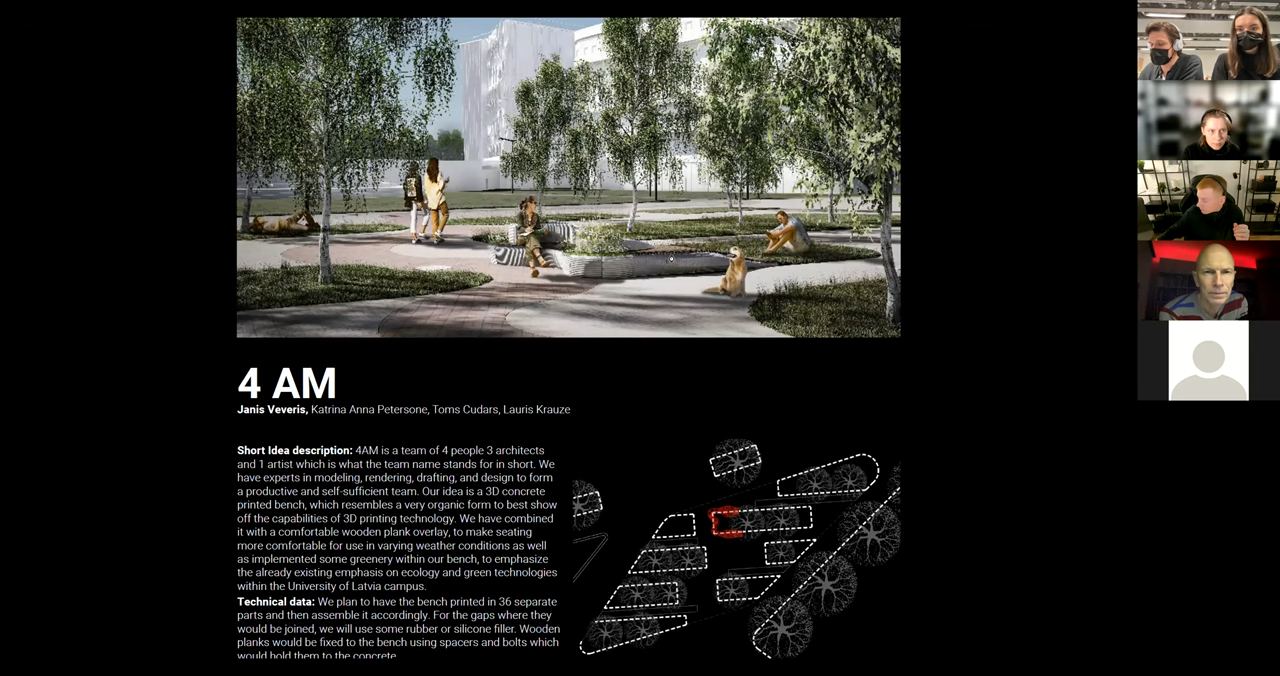 4 AM
Janis Veveris, Katrina Anna Petersone, Toms Cudars, Lauris Krauze
Short Idea description: 4AM is a team of 4 people 3 architects
and 1 artist which is what the team name stands for in short. We
have experts in modeling, rendering, drafting, and design to form
a productive and self-sufficient team. Our idea is a 3D concrete
printed bench, which resembles a very organic form to best show
off the capabilities of 3D printing technology. We have combined
it with a comfortable wooden plank overlay, to make seating
more comfortable for use in varying weather conditions as well
as implemented some greenery within our bench, to emphasize
the already existing emphasis on ecology and green technologies
within the University of Latvia campus.
Technical data: We plan to have the bench printed in 36 separate
parts and then assemble it accordingly. For the gaps where they
would be joined, we will use some rubber or silicone filler. Wooden
planks would be fixed to the bench using spacers and bolts which
would hold them to the concrete.